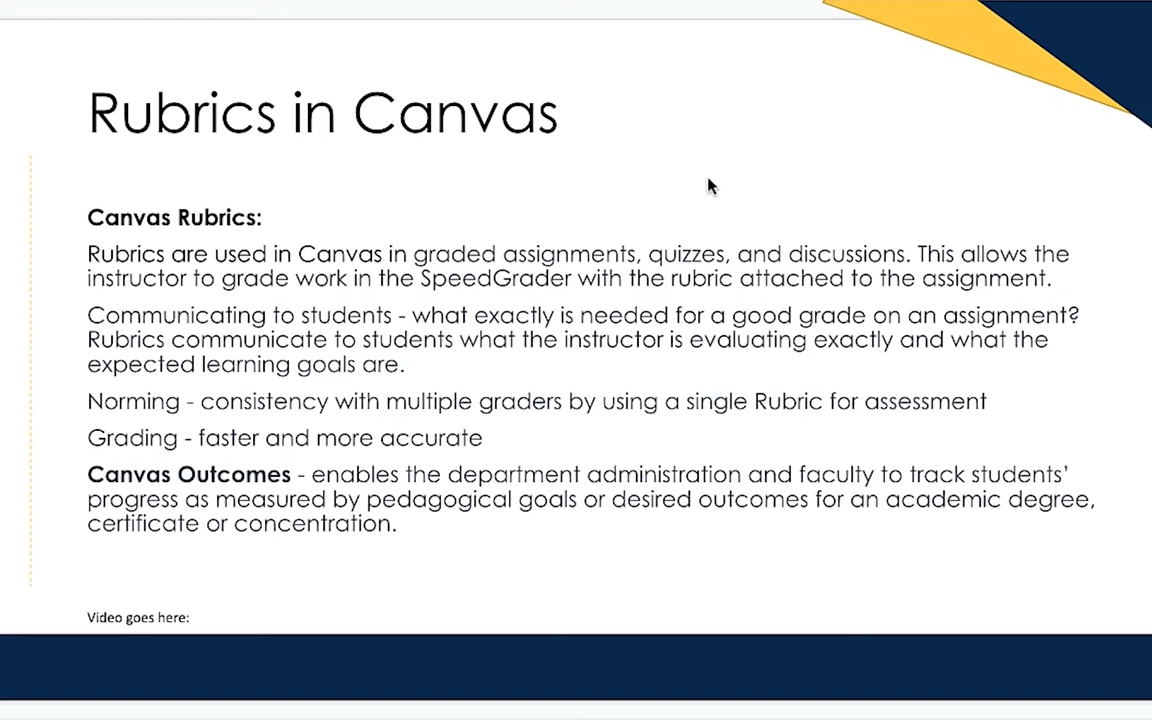 Rubrics in Canvas
Canvas Rubrics:
Rubrics are used in Canvas in graded assignments, quizzes, and discussions. This allows the
instructor to grade work in the SpeedGrader with the rubric attached to the assignment.
Communicating to students - what exactly is needed for a good grade on an assignment?
Rubrics communicate to students what the instructor is evaluating exactly and what the
expected learning goals are.
Norming - consistency with multiple graders by using a single Rubric for assessment
Grading - faster and more accurate
Canvas Outcomes - enables the department administration and faculty to track students’
progress as measured by pedagogical goals or desired outcomes for an academic degree,
certificate or concentration.
Video goes here: